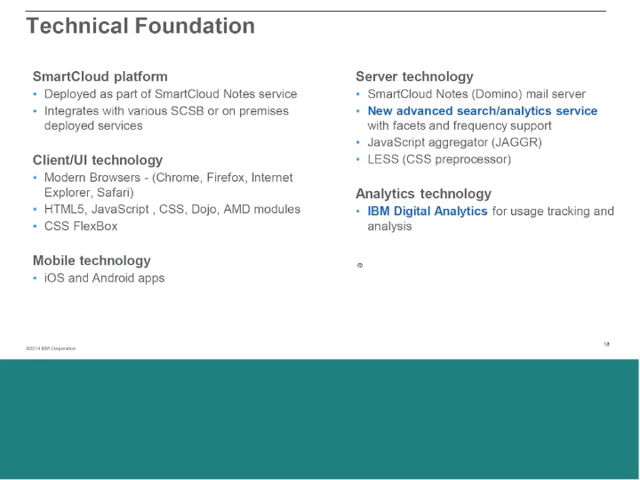 Technical Foundation
SmartCloud platform
• Deployed as part of SmartCloud Notes service
• Integrates with various SCSB or on premises
deployed services
Client/UI technology
• Modern Browsers - (Chrome, Firefox, Internet
Explorer, Safari)
• HTML5, JavaScript , CSS, Dojo, AMD modules
• CSS FlexBox
Mobile technology
• iOS and Android apps
Server technology
• SmartCloud Notes (Domino) mail server
• New advanced search/analytics service
with facets and frequency support
• JavaScript aggregator (JAGGR)
• LESS (CSS preprocessor)
Analytics technology
• IBM Digital Analytics for usage tracking and
analysis
©2014 IBM Corporation
18